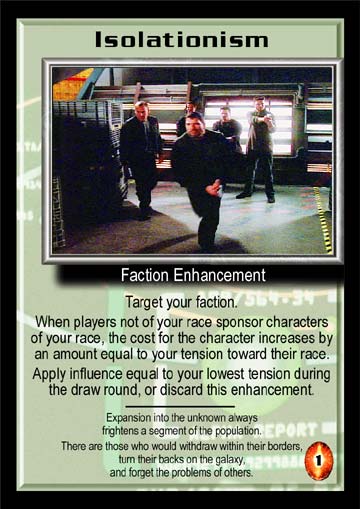 Isolationism
Faction Enhancement
Target your faction.
When players not of your race sponsor characters
of your race, the cost for the character increases by
an amount equal to your tension toward their race.
Apply influence equal to your lowest tension during
the draw round, or discard this enhancement.
Expansion into the unknown always
frightens a segment of the population.
There are those who would withdraw within their borders,
turn their backs on the galaxy,
and forget the problems of others.
1